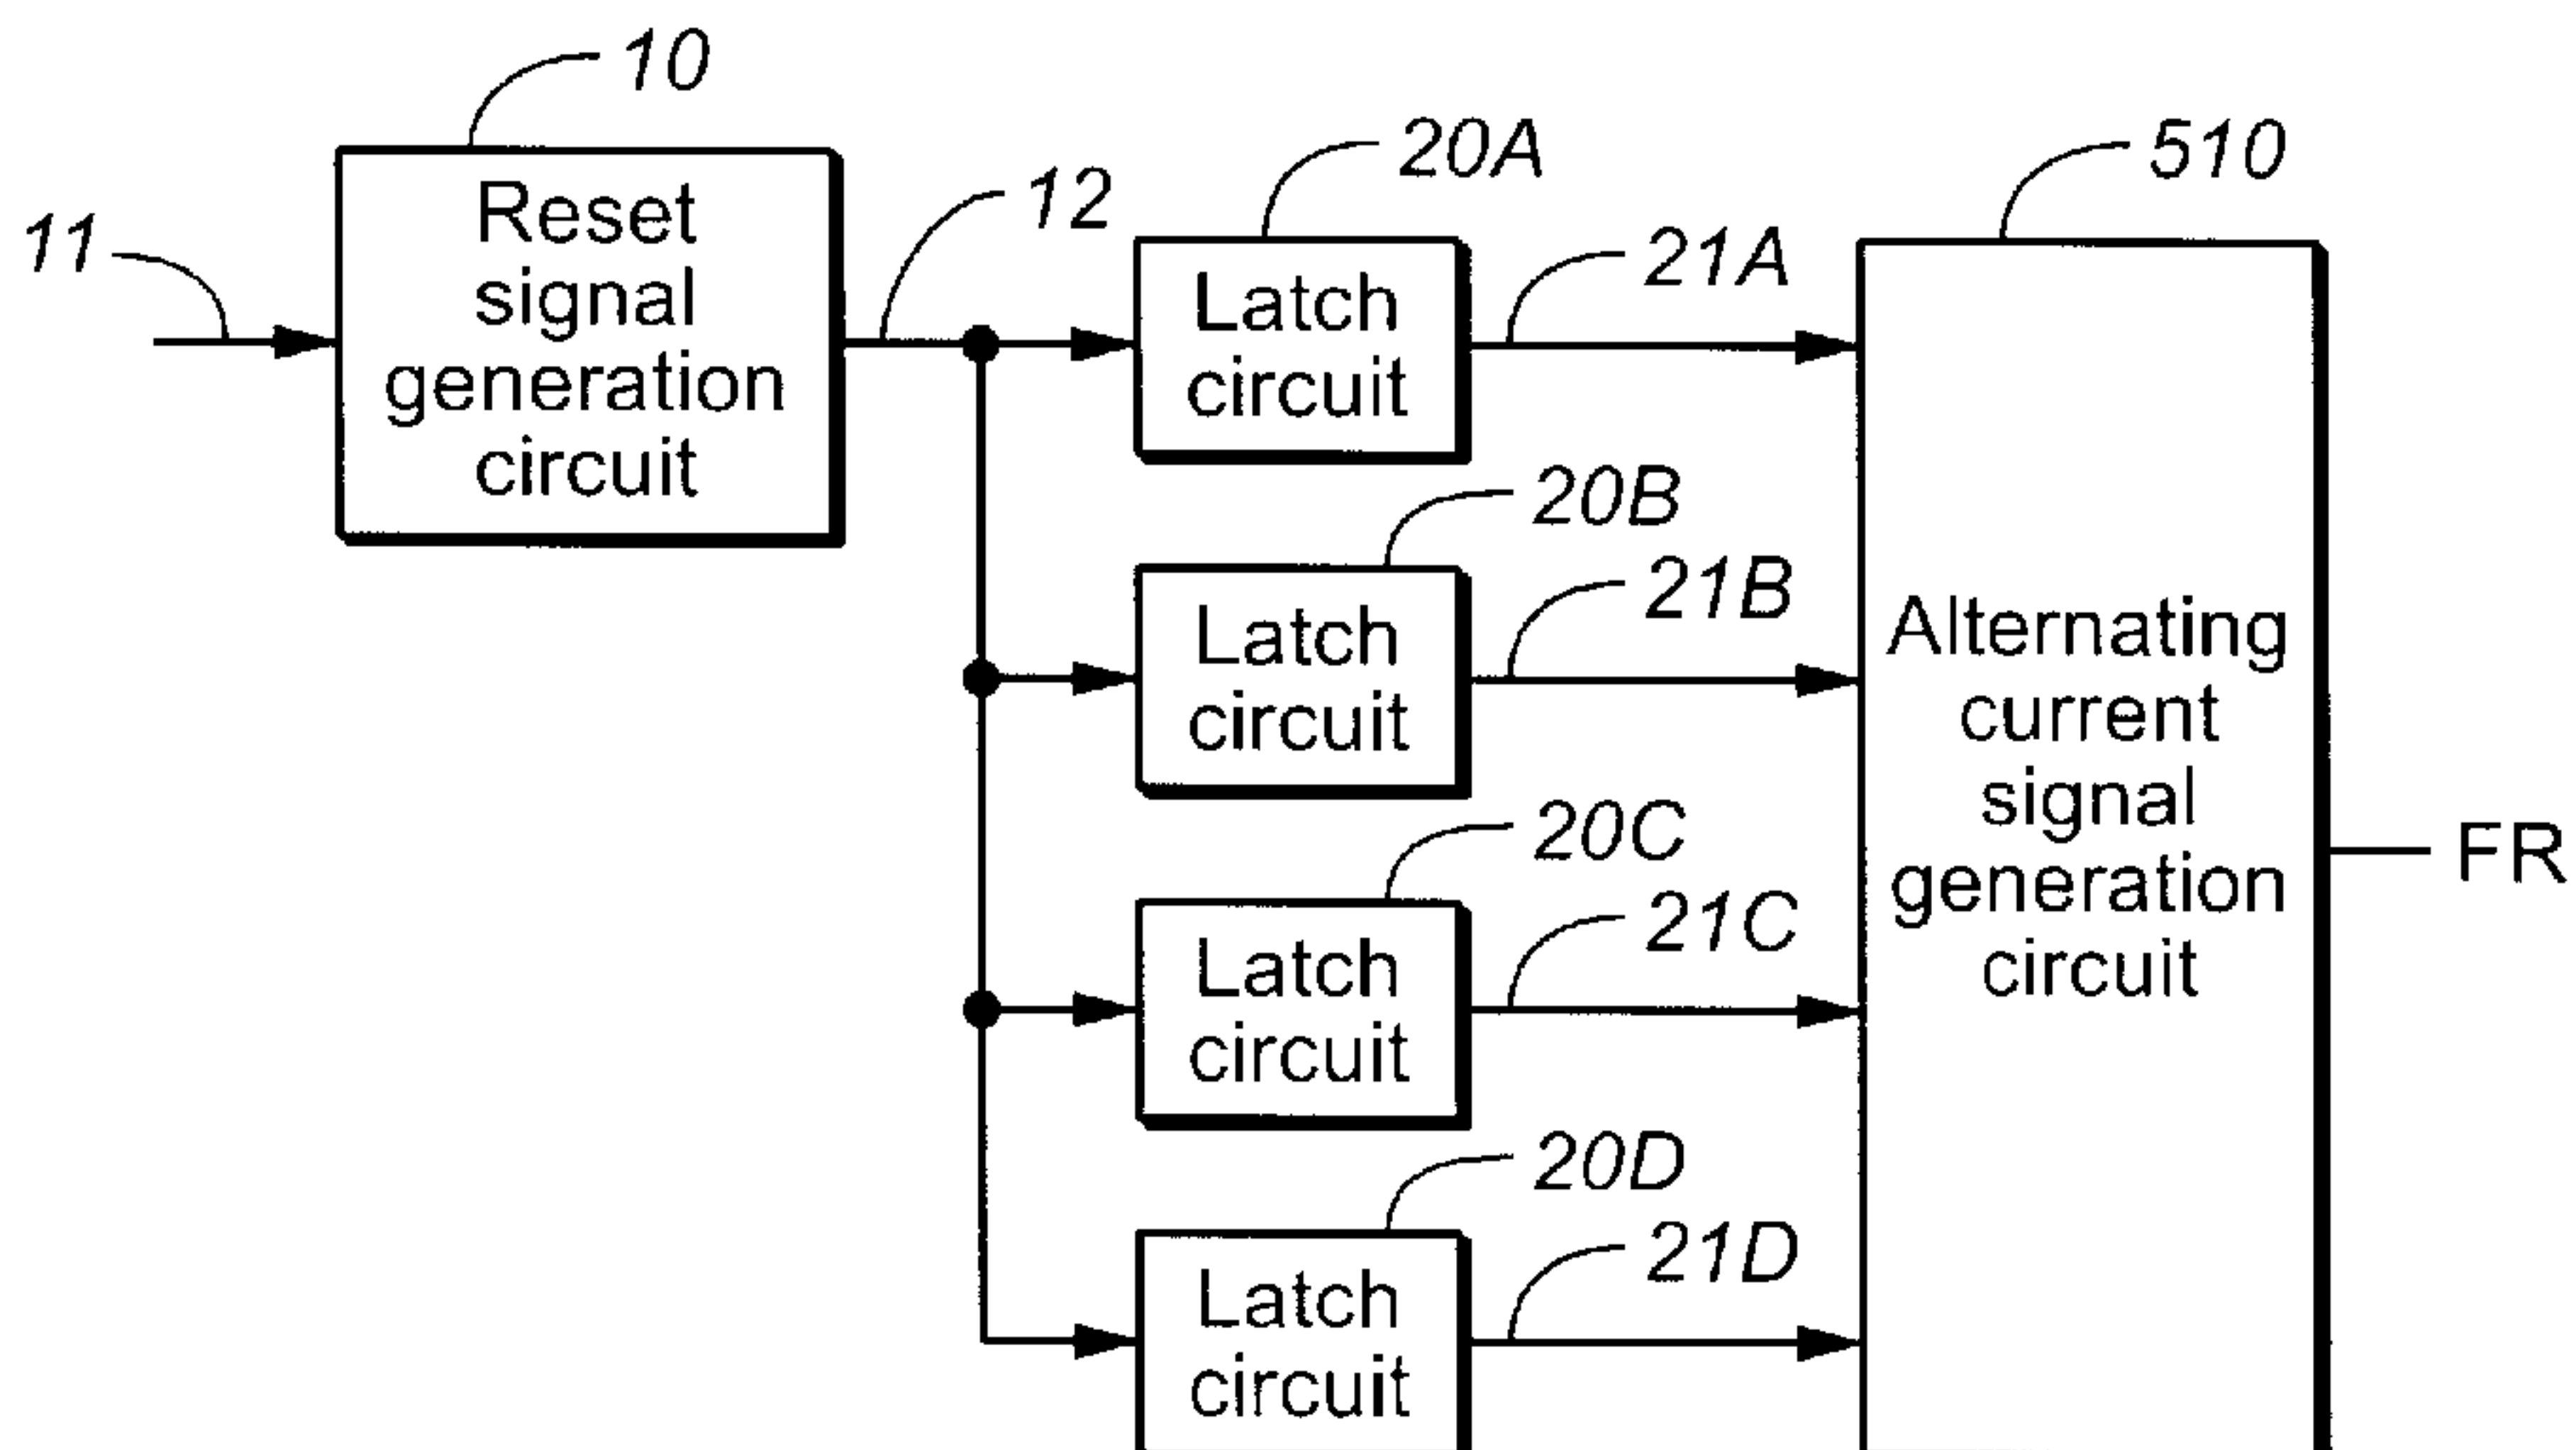 10
11
Reset
signal
generation
circuit
12
20A
Latch
circuit
21A
20B
Latch
circuit
21B
20C
Latch
circuit
21C
20D
Latch
circuit
21D
510
Alternating
current
signal
generation
circuit
FR